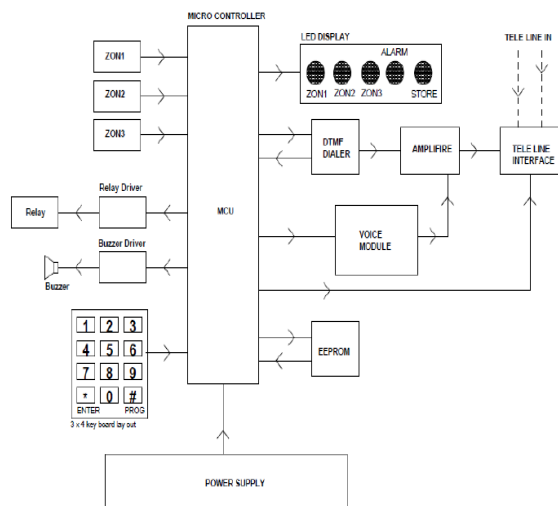 MICRO CONTROLLER
LED DISPLAY
ALARM
ZON1 ZON2 ZON3 STORE
TELE LINE IN
ZON1
ZON2
ZON3
DTMF
DIALER
AMPLIFIRE
TELE LINE
INTERFACE
Relay Driver
Relay
MCU
VOICE
MODULE
Buzzer Driver
Buzzer
1 2 3
4 5 6
7 8 9
* 0 #
ENTER PROG
3 x 4 key board lay out
EEPROM
POWER SUPPLY